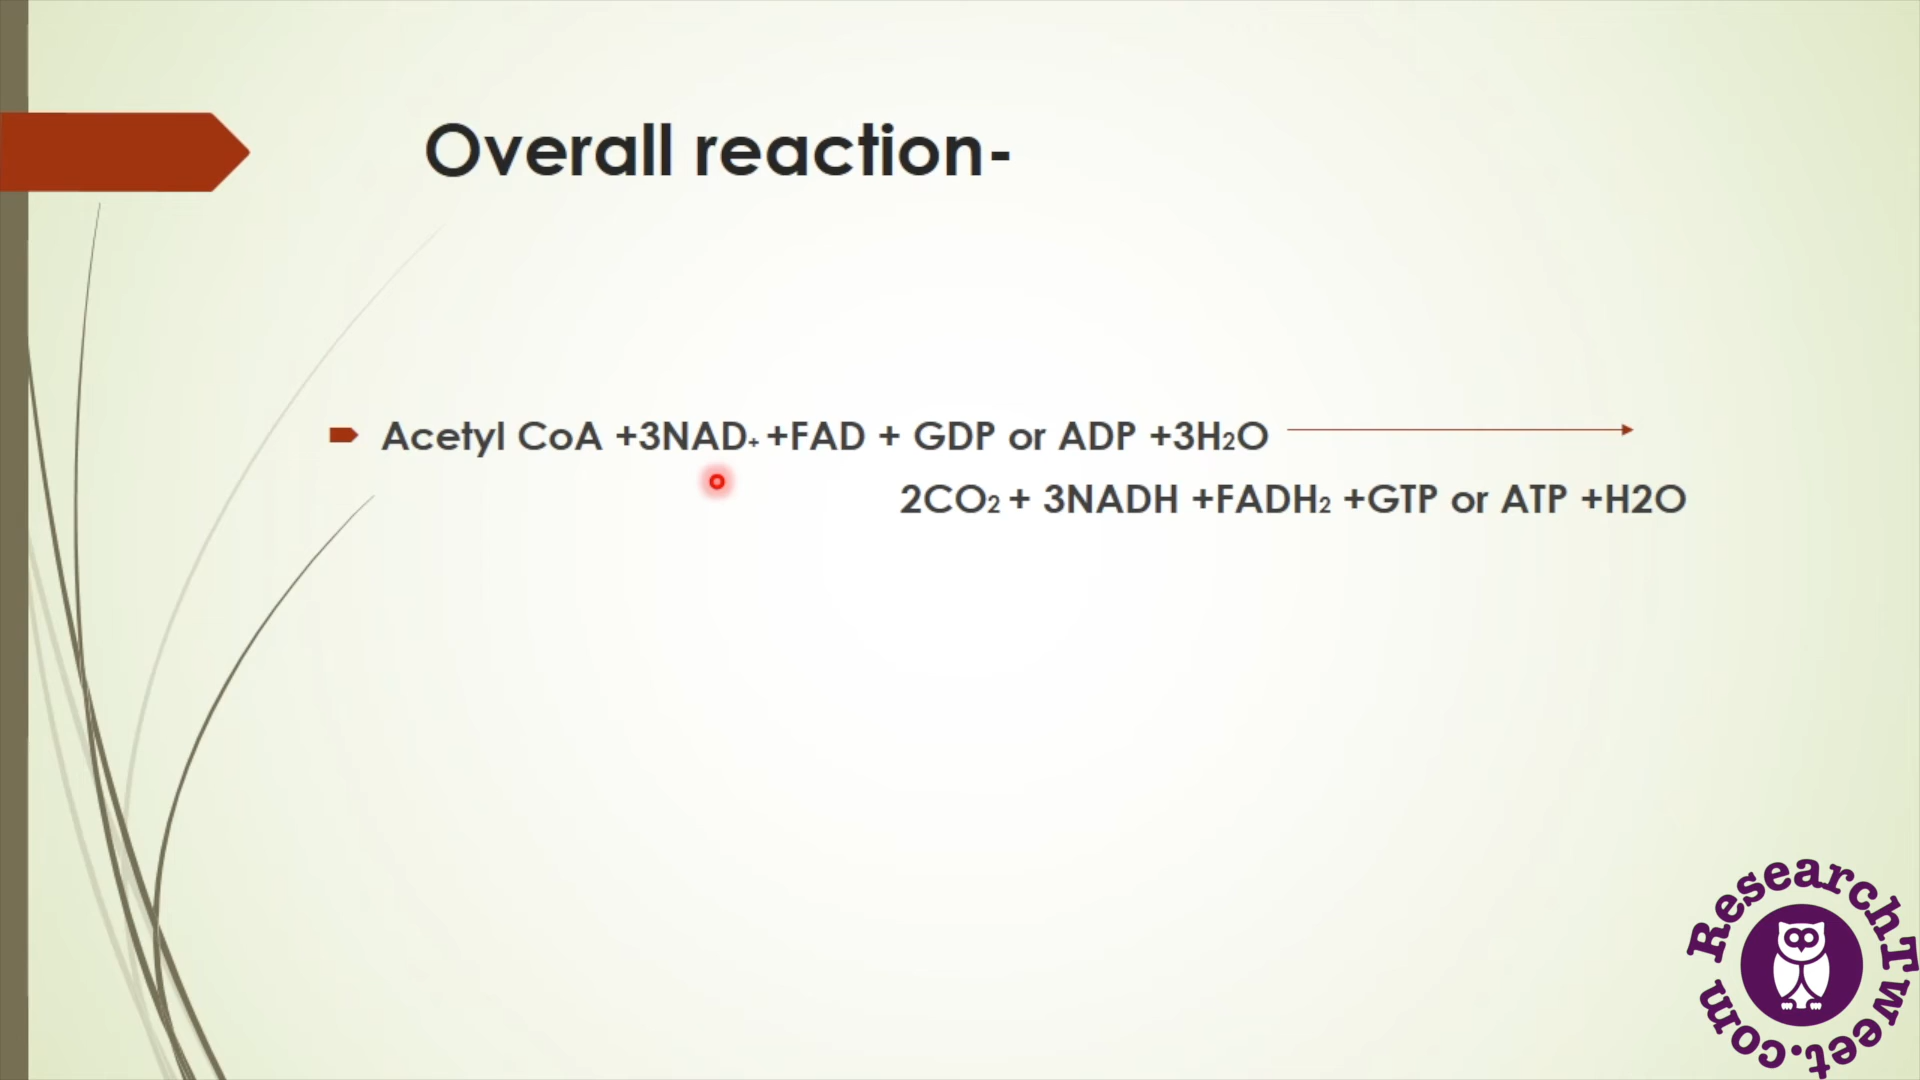 Overall reaction-
Acetyl CoA +3NAD+ +FAD + GDP or ADP +3H₂O
2CO₂ + 3NADH +FADH₂ +GTP or ATP +H2O
ResearchTweet.com